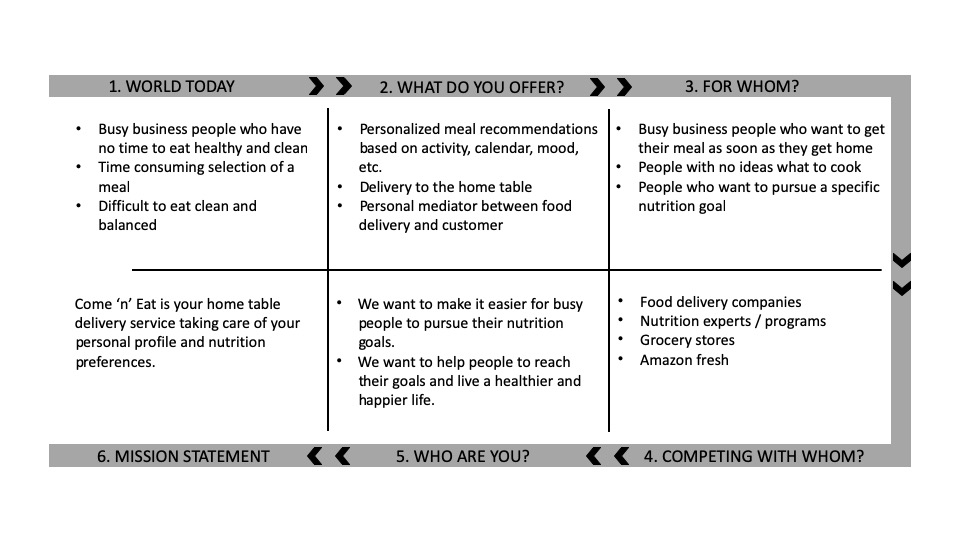 1. WORLD TODAY
2. WHAT DO YOU OFFER?
3. FOR WHOM?
• Busy business people who have
no time to eat healthy and clean
• Time consuming selection of a
meal
• Difficult to eat clean and
balanced
• Personalized meal recommendations
based on activity, calendar, mood,
etc.
• Delivery to the home table
• Personal mediator between food
delivery and customer
• Busy business people who want to get
their meal as soon as they get home
• People with no ideas what to cook
• People who want to pursue a specific
nutrition goal
• Food delivery companies
• Nutrition experts / programs
• Grocery stores
• Amazon fresh
4. COMPETING WITH WHOM?
• We want to make it easier for busy
people to pursue their nutrition
goals.
• We want to help people to reach
their goals and live a healthier and
happier life.
5. WHO ARE YOU?
Come ‘n’ Eat is your home table
delivery service taking care of your
personal profile and nutrition
preferences.
6. MISSION STATEMENT